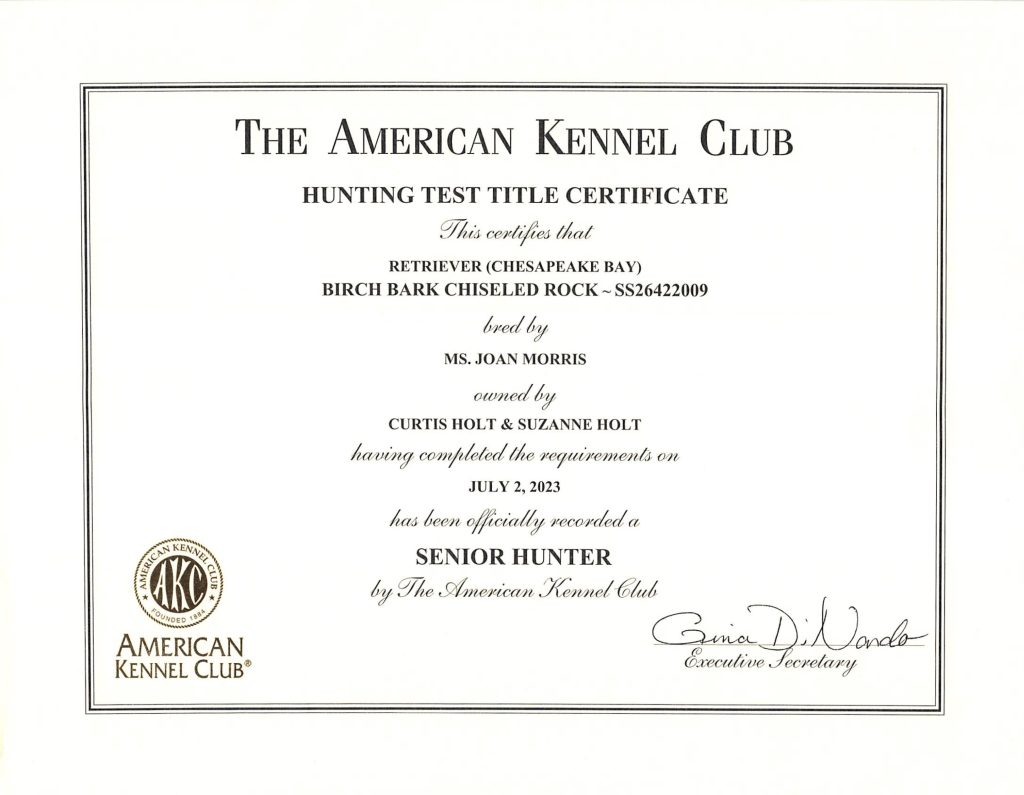 THE AMERICAN KENNEL CLUB
HUNTING TEST TITLE CERTIFICATE
This certifies that
RETRIEVER (CHESAPEAKE BAY)
BIRCH BARK CHISELED ROCK ~ SS26422009
bred by
MS. JOAN MORRIS
owned by
CURTIS HOLT & SUZANNE HOLT
having completed the requirements on
JULY 2, 2023
has been officially recorded a
SENIOR HUNTER
by The American Kennel Club
AMERICAN KENNEL CLUB
AKC
FOUNDED 1884
AMERICAN
KENNEL CLUB®
Gina DiNardo
Executive Secretary